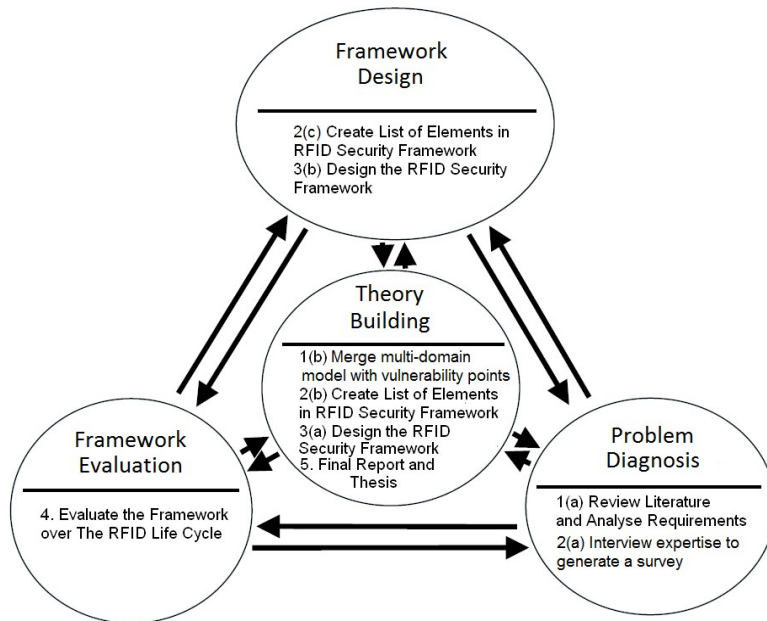 Framework
Design
2(c) Create List of Elements in
RFID Security Framework
3(b) Design the RFID Security
Framework
Theory
Building
1(b) Merge multi-domain
model with vulnerability points
2(b) Create List of Elements
in RFID Security Framework
3(a) Design the RFID
Security Framework
5. Final Report and
Thesis
Framework
Evaluation
4. Evaluate the Framework
over The RFID Life Cycle
Problem
Diagnosis
1(a) Review Literature
and Analyse Requirements
2(a) Interview expertise to
generate a survey